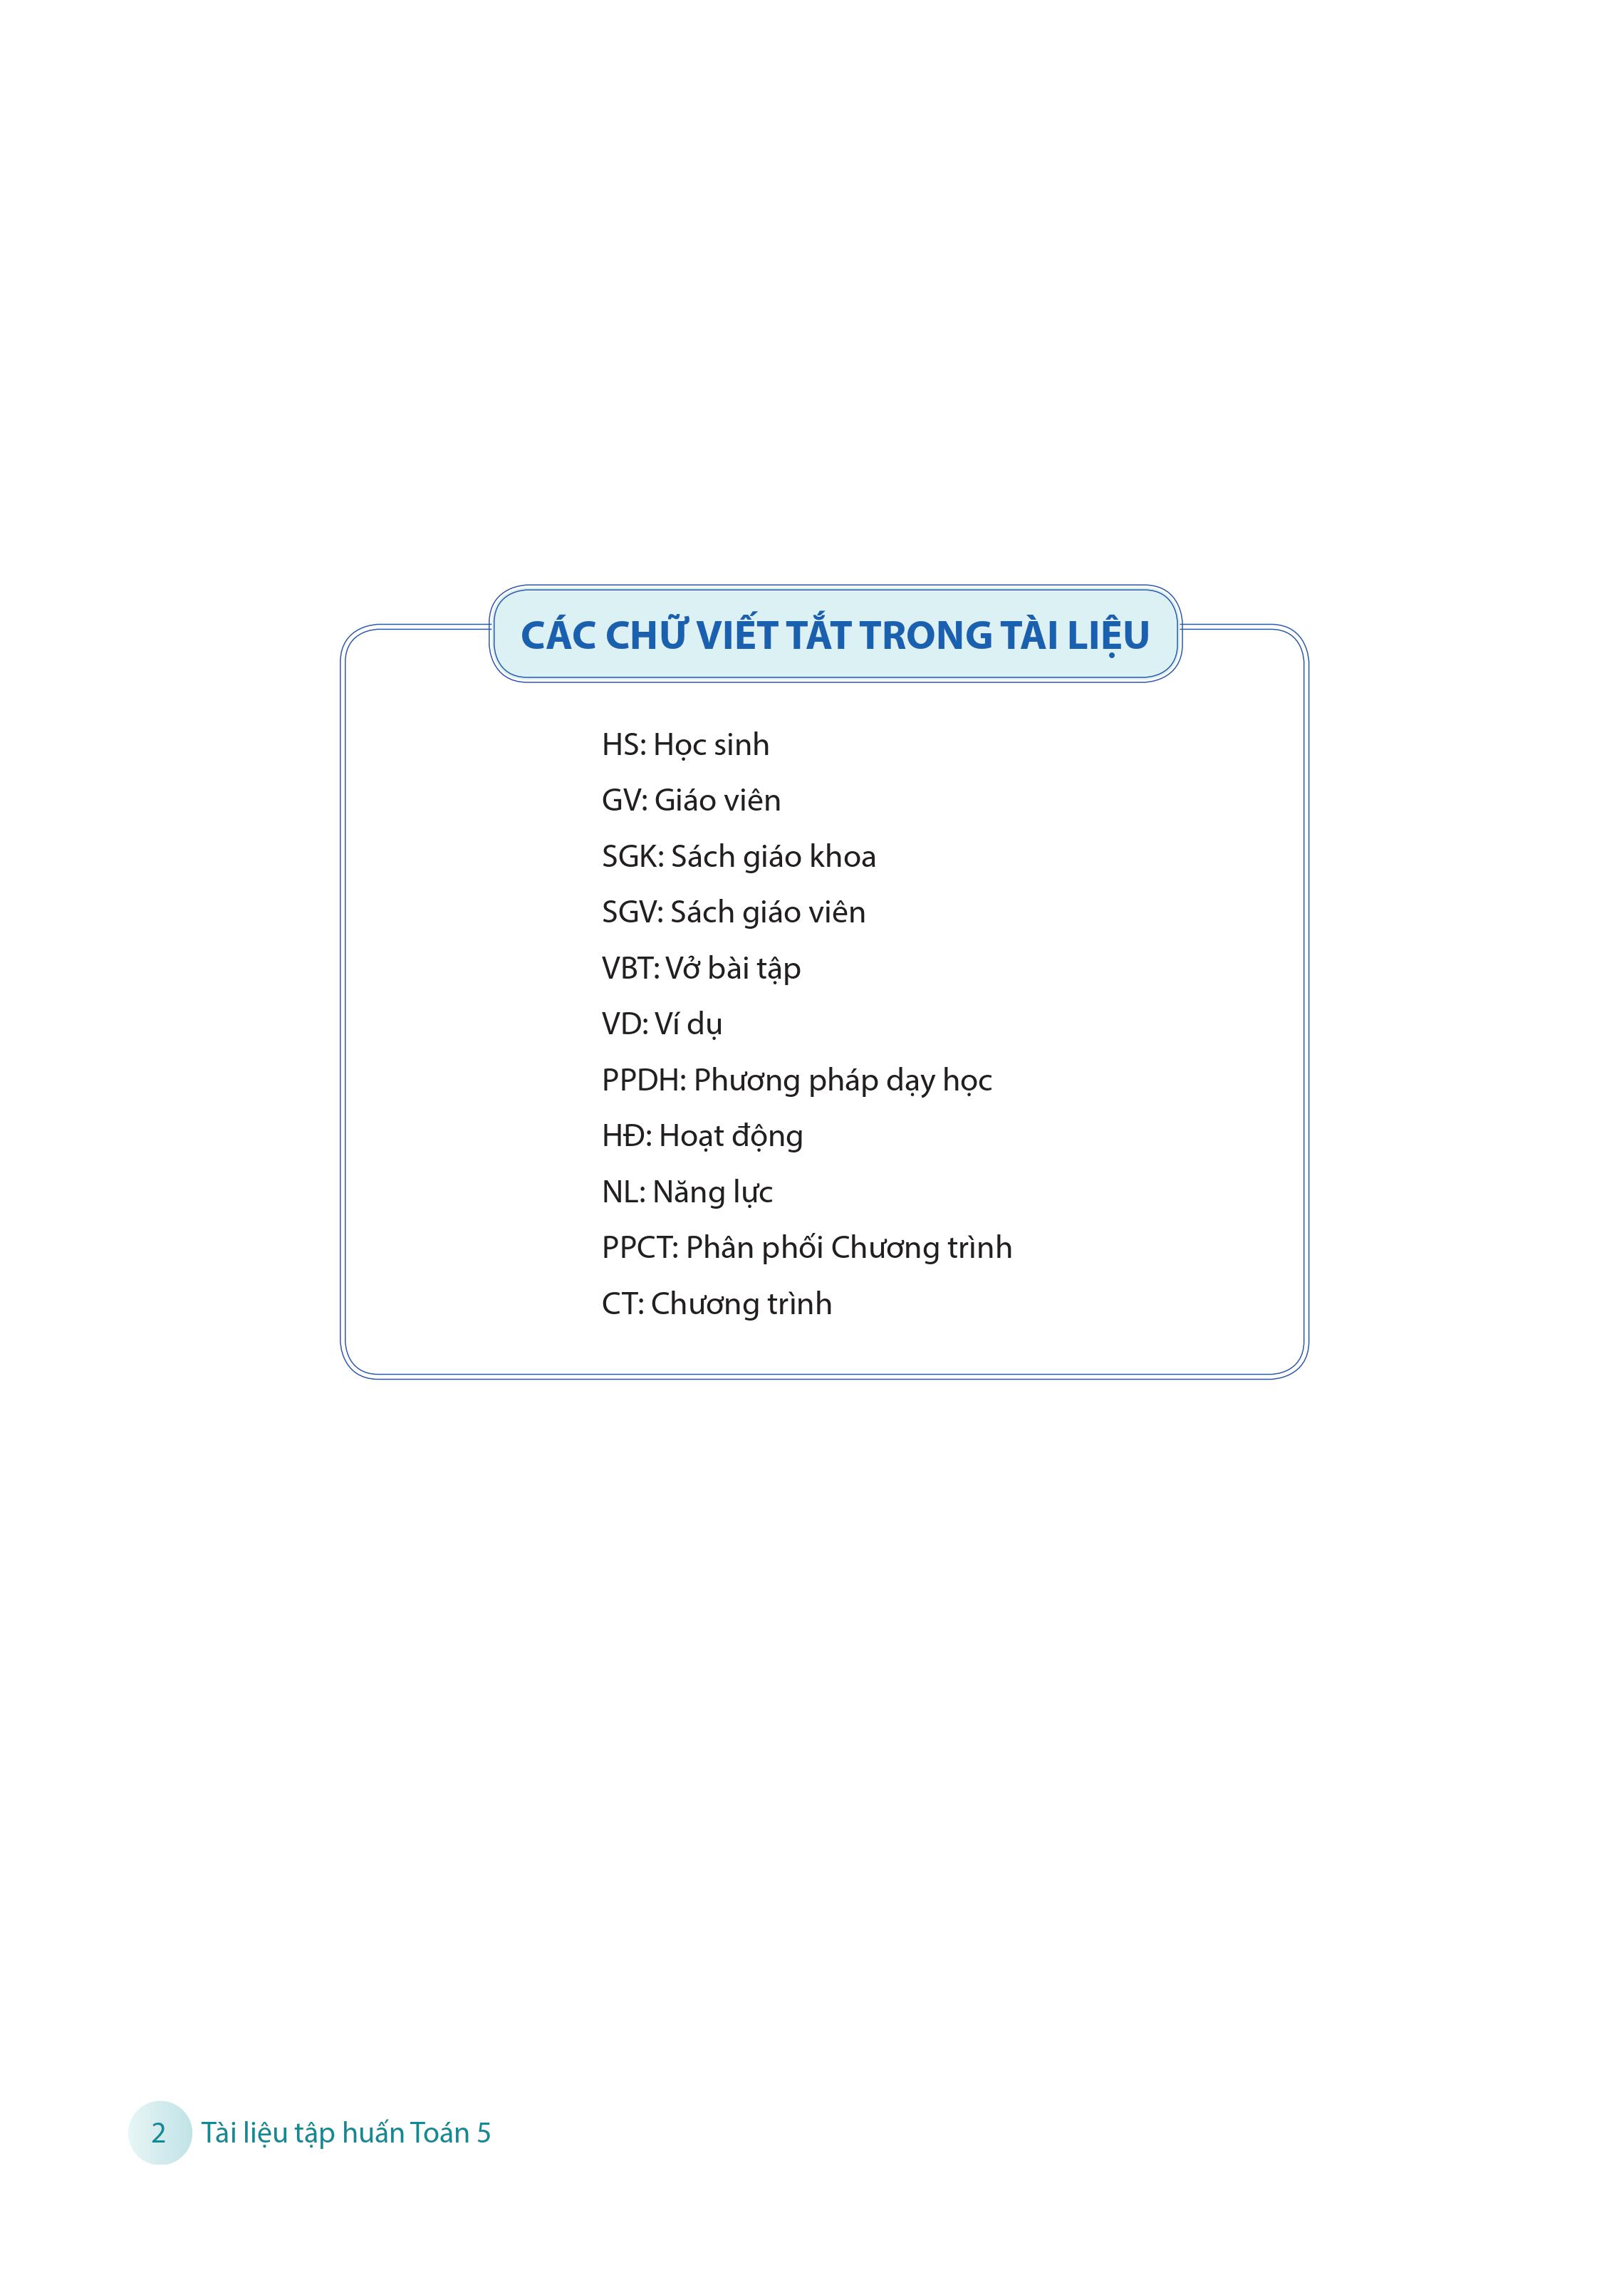 CÁC CHỮ VIẾT TẮT TRONG TÀI LIỆU
HS: Học sinh
GV: Giáo viên
SGK: Sách giáo khoa
SGV: Sách giáo viên
VBT: Vở bài tập
VD: Ví dụ
PPDH: Phương pháp dạy học
HĐ: Hoạt động
NL: Năng lực
PPCT: Phân phối Chương trình
CT: Chương trình
2 Tài liệu tập huấn Toán 5